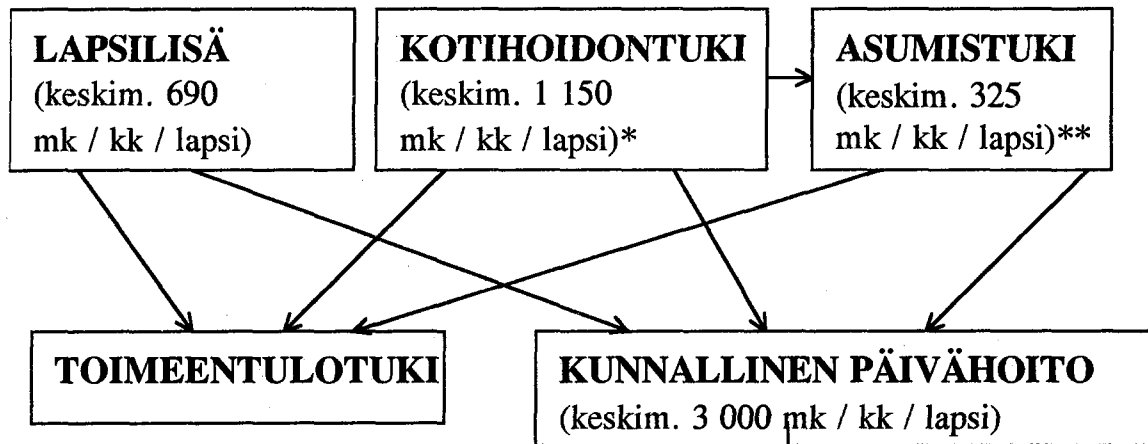 LAPSILISÄ
(keskim. 690
mk / kk / lapsi)
KOTIHOIDONTUKI
(keskim. 1 150
mk / kk / lapsi)*
ASUMISTUKI
(keskim. 325
mk / kk / lapsi)**
TOIMEENTULOTUKI
KUNNALLINEN PÄIVÄHOITO
(keskim. 3 000 mk / kk / lapsi)